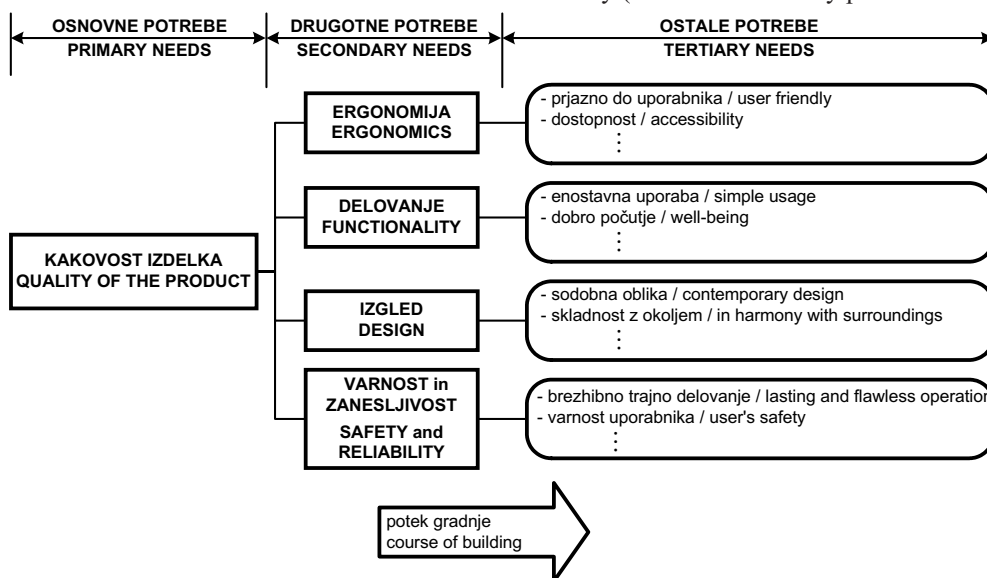 y (
y p
OSNOVNE POTREBE
PRIMARY NEEDS
DRUGOTNE POTREBE
SECONDARY NEEDS
OSTALE POTREBE
TERTIARY NEEDS
KAKOVOST IZDELKA
QUALITY OF THE PRODUCT
ERGONOMIJA
ERGONOMICS
- prjazno do uporabnika / user friendly
- dostopnost / accessibility
⋮
DELOVANJE
FUNCTIONALITY
- enostavna uporaba / simple usage
- dobro počutje / well-being
⋮
IZGLED
DESIGN
- sodobna oblika / contemporary design
- skladnost z okoljem / in harmony with surroundings
⋮
VARNOST in
ZANESLJIVOST
SAFETY and
RELIABILITY
- brezhibno trajno delovanje / lasting and flawless operation
- varnost uporabnika / user's safety
⋮
potek gradnje
course of building